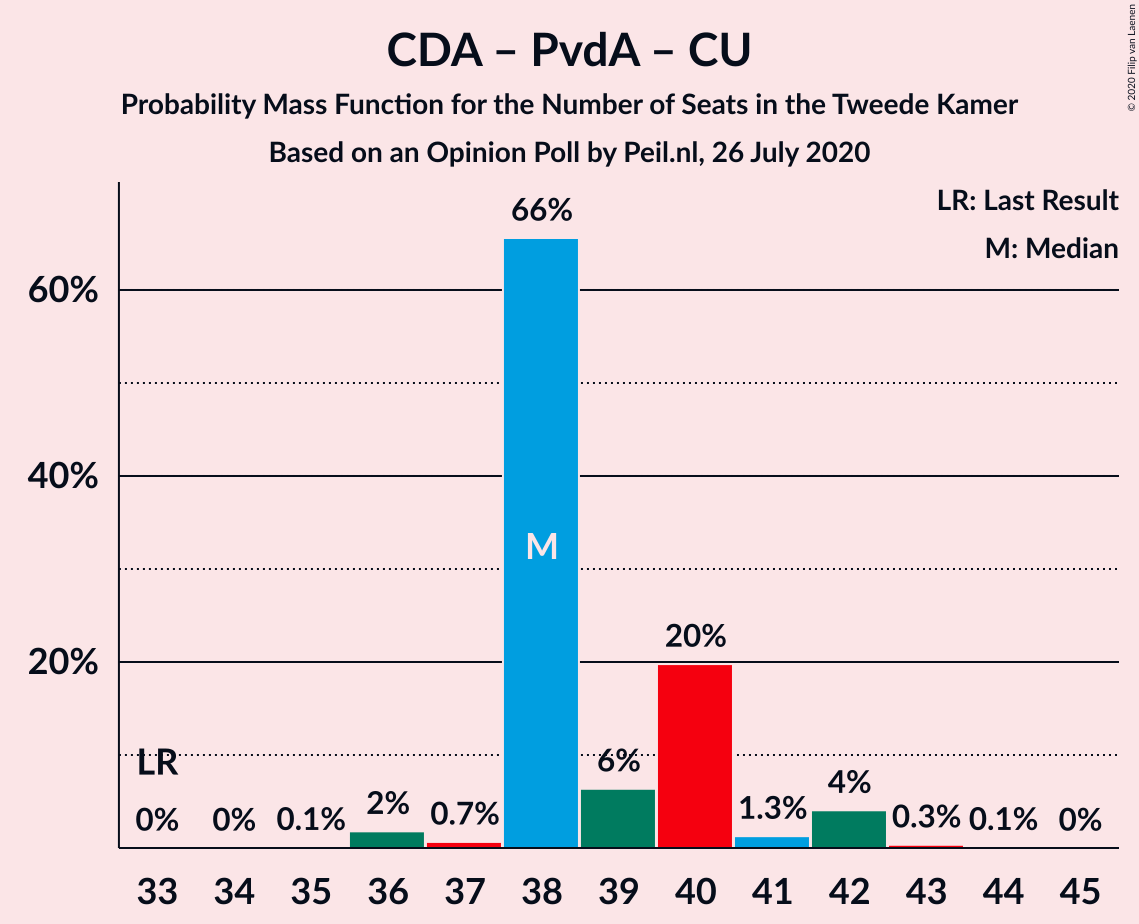 CDA – PvdA – CU
Probability Mass Function for the Number of Seats in the Tweede Kamer
Based on an Opinion Poll by Peil.nl, 26 July 2020
© 2020 Filip van Laenen
LR: Last Result
M: Median
66%
60%
40%
M
20%
20%
LR
0%
0%
0.1%
2%
0.7%
6%
1.3%
4%
0.3%
0.1%
0%
33 34 35 36 37 38 39 40 41 42 43 44 45